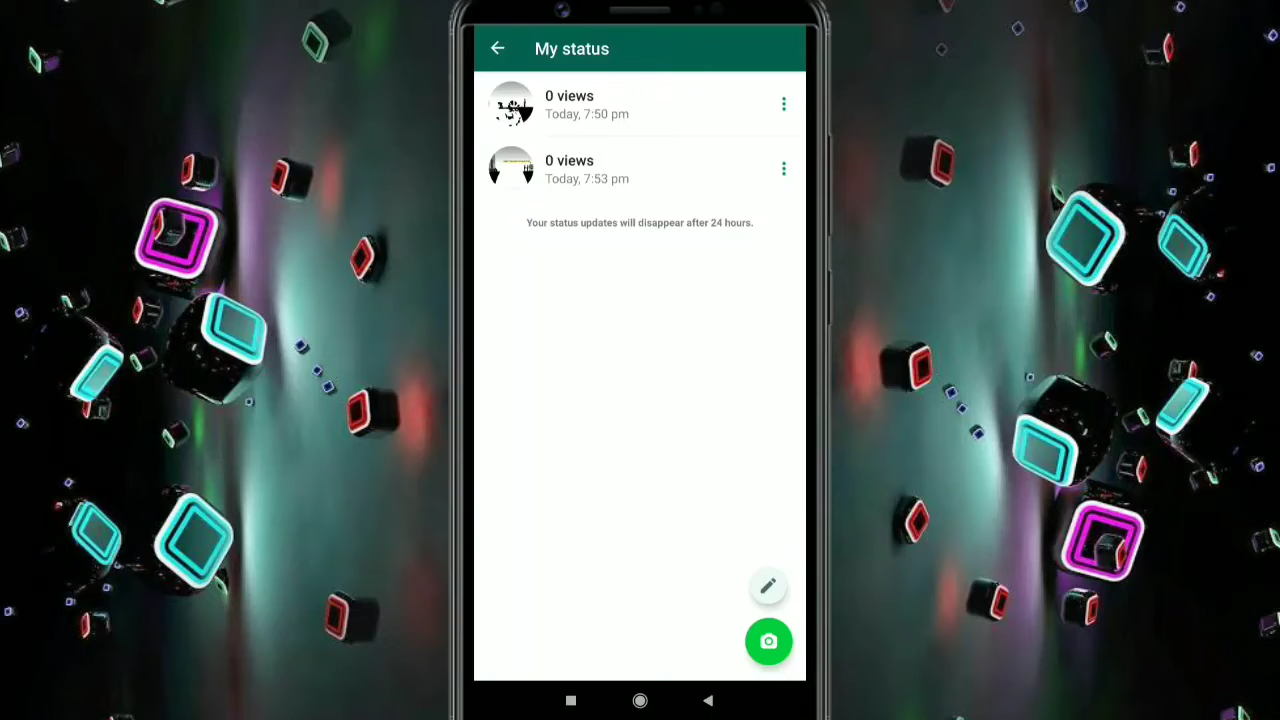 My status
0 views
Today, 7:50 pm
0 views
Today, 7:53 pm
Your status updates will disappear after 24 hours.